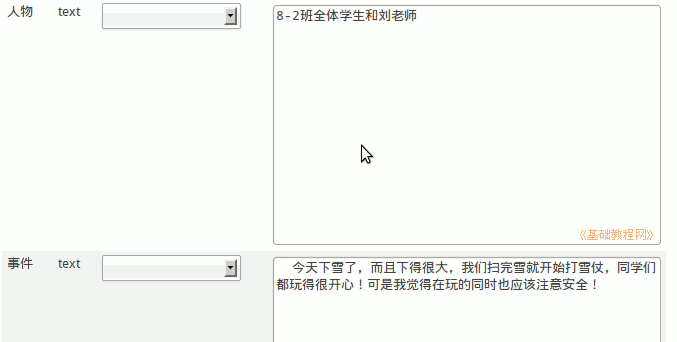 人物 text 8-2班全体学生和刘老师
《基础教程网》
事件 text 今天下雪了，而且下得很大，我们扫完雪就开始打雪仗，同学们
都玩得很开心！可是我觉得在玩的同时也应该注意安全！